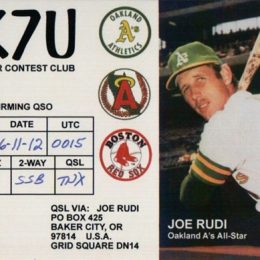 K7U
R CONTEST CLUB
OAKLAND
ATHLETICS
RMING QSO
DATE UTC
6-11-12 0015
2-WAY QSL
SSB TNX
BOSTON
RED SOX
QSL VIA: JOE RUDI
PO BOX 425
BAKER CITY, OR
97814 U.S.A.
GRID SQUARE DN14
JOE RUDI
Oakland A's All-Star